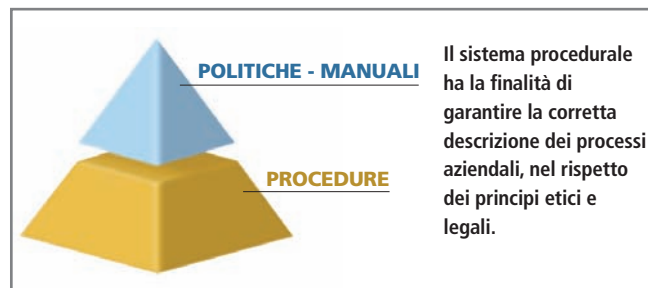 POLITICHE - MANUALI
PROCEDURE
Il sistema procedurale
ha la finalità di
garantire la corretta
descrizione dei processi
aziendali, nel rispetto
dei principi etici e
legali.